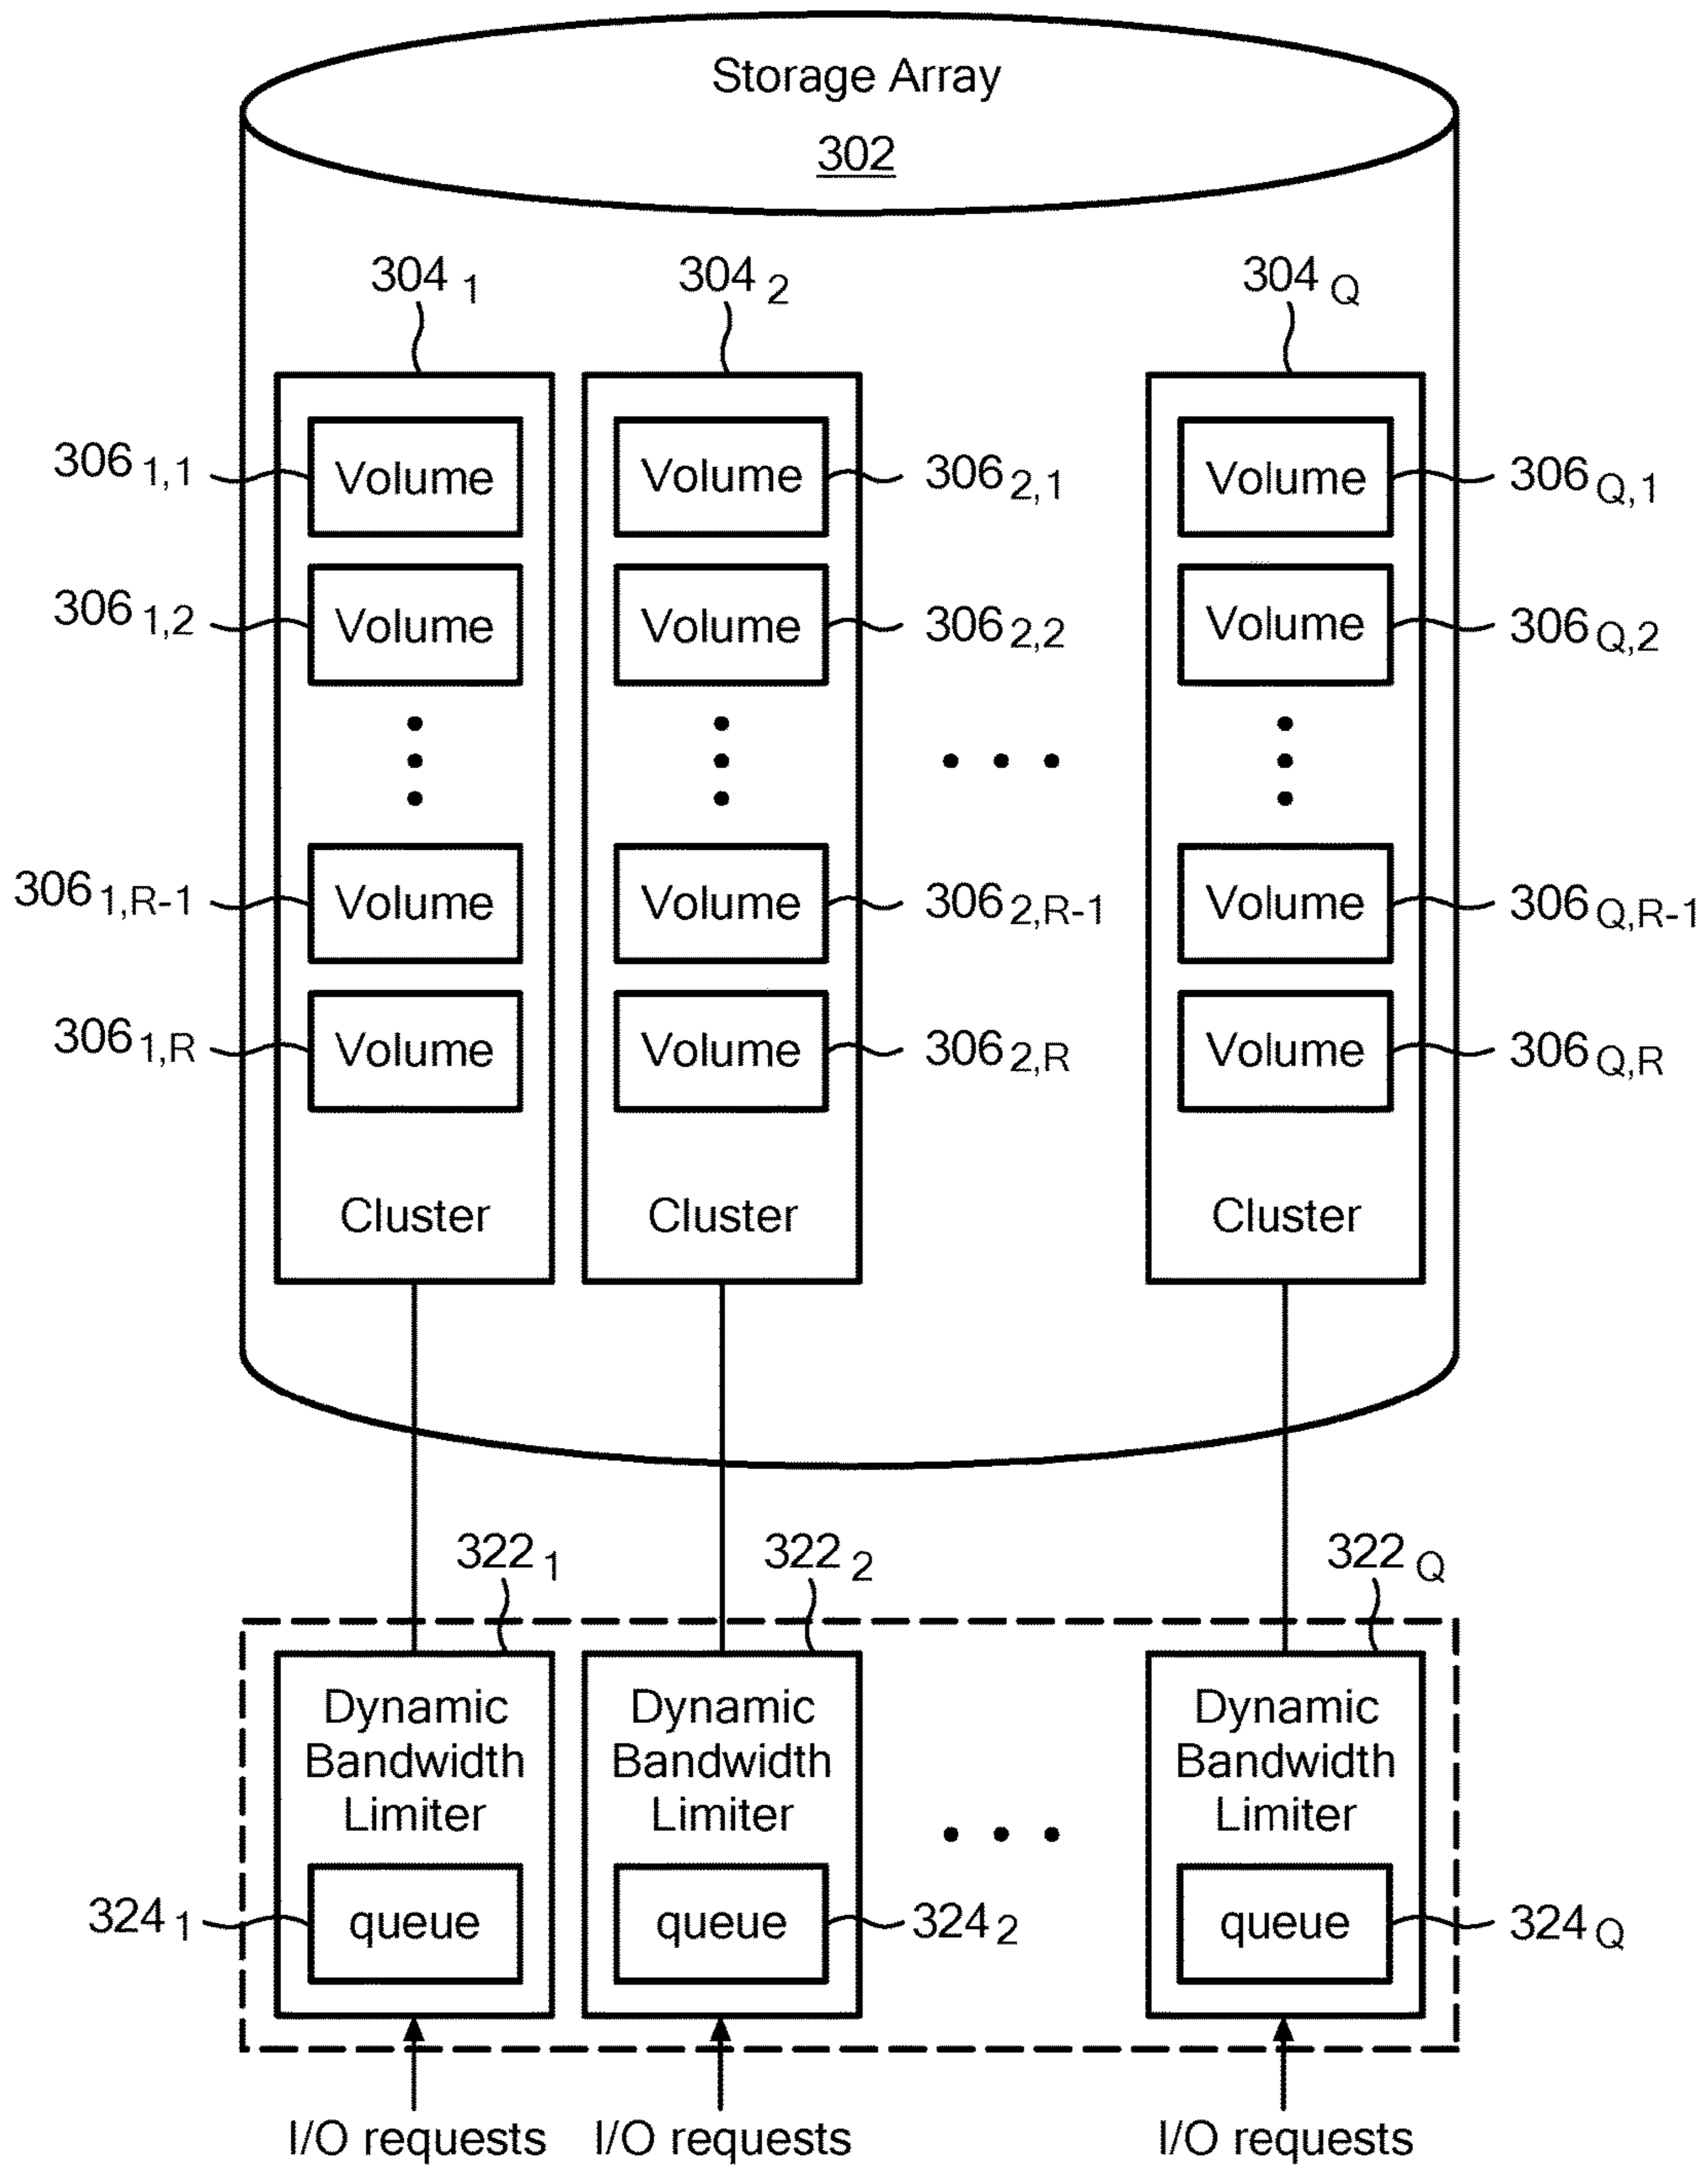 Storage Array
302
304 1 304 2 304 Q
306 1,1 Volume Volume 306 2,1 Volume 306 Q,1
306 1,2 Volume Volume 306 2,2 Volume 306 Q,2
306 1,R-1 Volume Volume 306 2,R-1 Volume 306 Q,R-1
306 1,R Volume Volume 306 2,R Volume 306 Q,R
Cluster Cluster Cluster
322 1 322 2 322 Q
Dynamic Dynamic Dynamic
Bandwidth Bandwidth Bandwidth
Limiter Limiter Limiter
324 1 queue queue 324 2 queue 324 Q
I/O requests I/O requests I/O requests